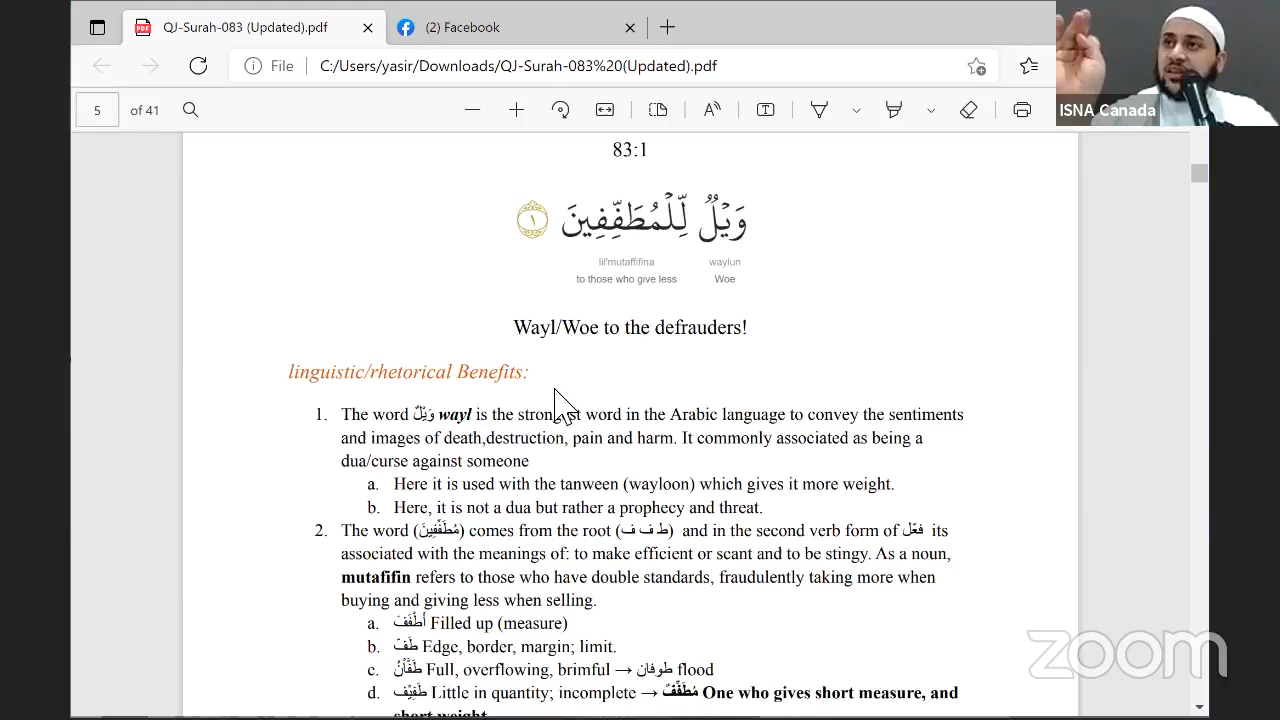 QJ-Surah-083 (Updated).pdf
(2) Facebook
File
C:/Users/yasir/Downloads/QJ-Surah-083%20(Updated).pdf
5 of 41
ISNA Canada
83:1
وَيْلٌ لِّلْمُطَفِّفِينَ ١
lil'mutaffifina waylun
to those who give less Woe
Wayl/Woe to the defrauders!
linguistic/rhetorical Benefits:
1. The word وَيْلٌ wayl is the word in the Arabic language to convey the sentiments
and images of death,destruction, pain and harm. It commonly associated as being a
dua/curse against someone
a. Here it is used with the tanween (wayloon) which gives it more weight.
b. Here, it is not a dua but rather a prophecy and threat.
2. The word (مُطَفِّفِينَ) comes from the root (ط ف ف) and in the second verb form of فعّل its
associated with the meanings of: to make efficient or scant and to be stingy. As a noun,
mutafifin refers to those who have double standards, fraudulently taking more when
buying and giving less when selling.
a. أَطْفَفَ Filled up (measure)
b. طَفّ Edge, border, margin; limit.
c. Full, overflowing, brimful → طوفان flood
d. طَفِيْف Little in quantity; incomplete → مُطَفِّفٌ One who gives short measure, and
short weight
zoom